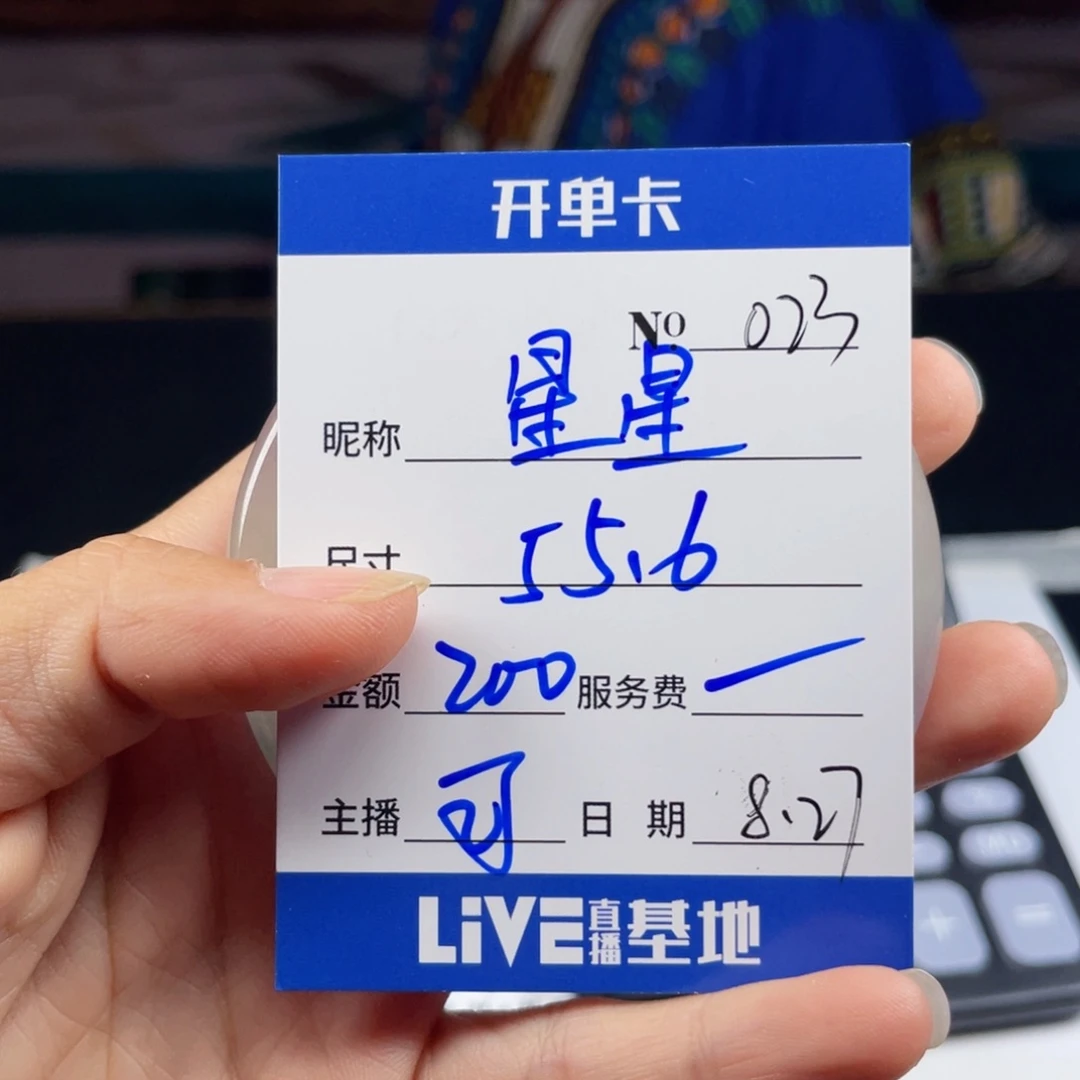 开单卡
No 023
昵称 星星
尺寸 55.6
金额 200 服务费 —
主播 可 日期 8.27
LiVE直播基地